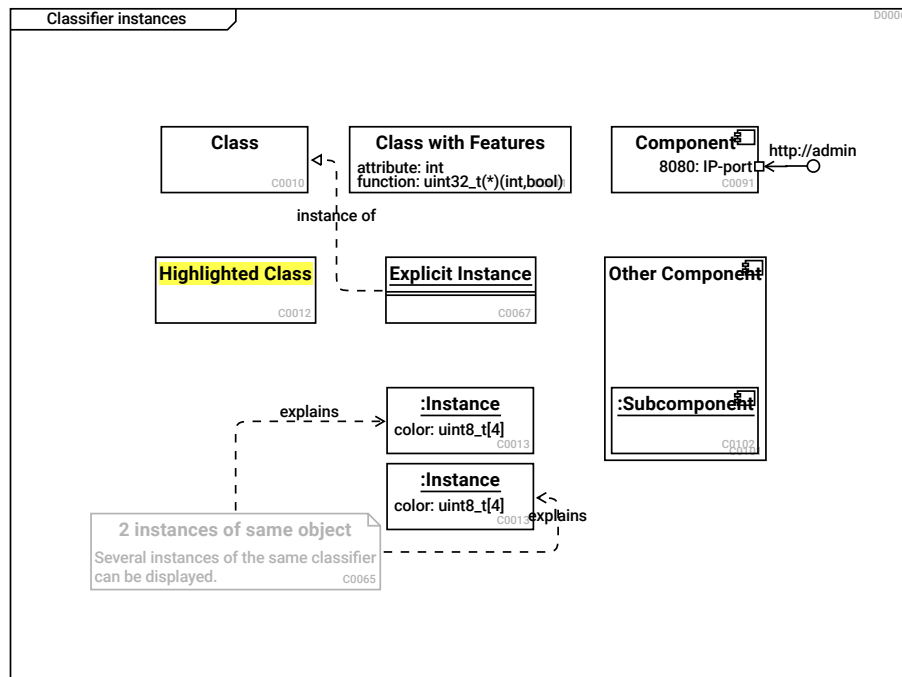 Classifier instances
Class
C0010
Class with Features
attribute: int
function: uint32_t(*)(int,bool)
Component
8080: IP-port
C0091
http://admin
instance of
Highlighted Class
C0012
Explicit Instance
C0067
Other Component
:Subcomponent
C0102
explains
:Instance
color: uint8_t[4]
C0013
:Instance
color: uint8_t[4]
C0013
explains
2 instances of same object
Several instances of the same classifier
can be displayed.
C0065